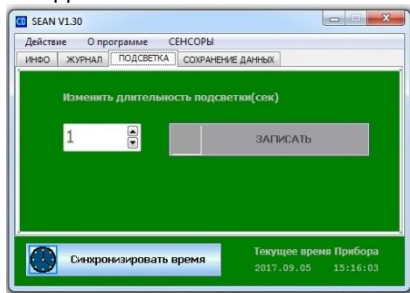 SEAN V1.30
Действие О программе СЕНСОРЫ
ИНФО ЖУРНАЛ ПОДСВЕТКА СОХРАНЕНИЕ ДАННЫХ
Изменить длительность подсветки(сек)
1 ЗАПИСАТЬ
Синхронизировать время
Текущее время Прибора
2017.09.05 15:16:03